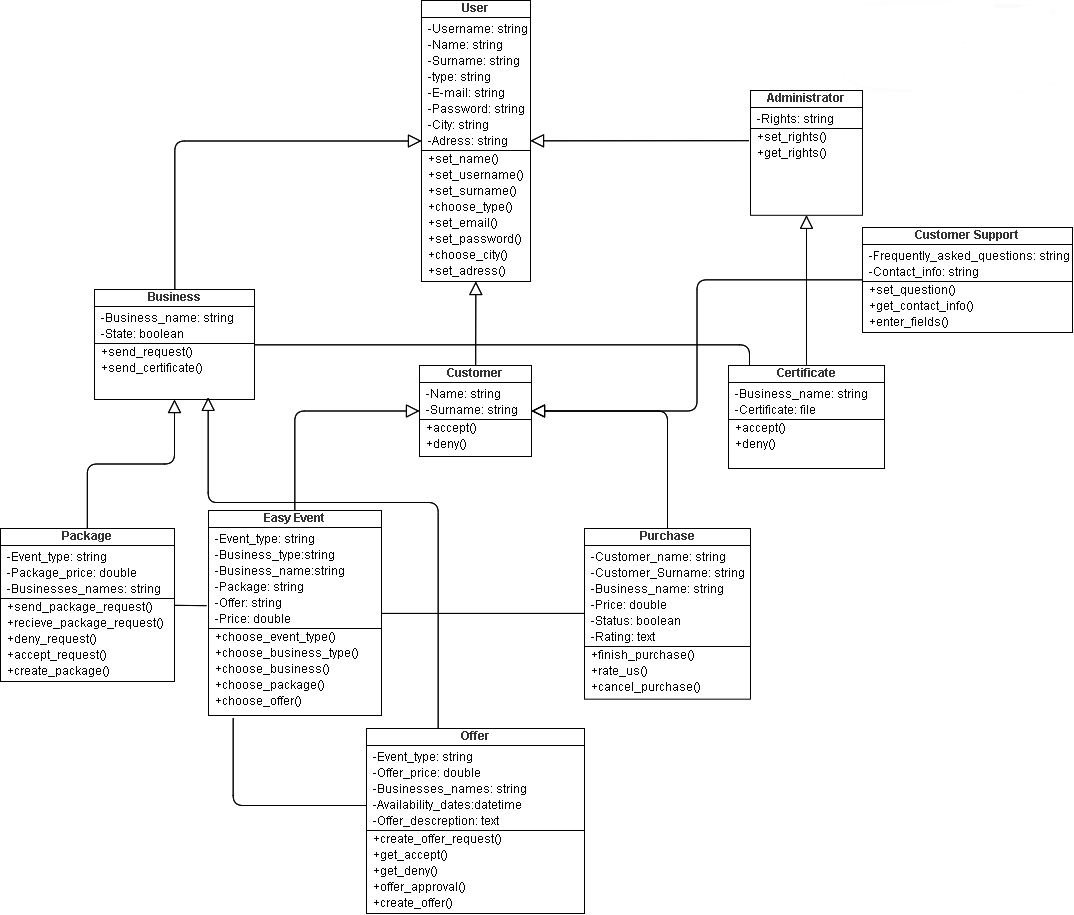 User
-Username: string
-Name: string
-Surname: string
-type: string
-E-mail: string
-Password: string
-City: string
-Adress: string
+set_name()
+set_username()
+set_surname()
+choose_type()
+set_email()
+set_password()
+choose_city()
+set_adress()
Administrator
-Rights: string
+set_rights()
+get_rights()
Customer Support
-Frequently_asked_questions: string
-Contact_info: string
+set_question()
+get_contact_info()
+enter_fields()
Business
-Business_name: string
-State: boolean
+send_request()
+send_certificate()
Customer
-Name: string
-Surname: string
+accept()
+deny()
Certificate
-Business_name: string
-Certificate: file
+accept()
+deny()
Package
-Event_type: string
-Package_price: double
-Businesses_names: string
+send_package_request()
+recieve_package_request()
+deny_request()
+accept_request()
+create_package()
Easy Event
-Event_type: string
-Business_type:string
-Business_name:string
-Package: string
-Offer: string
-Price: double
+choose_event_type()
+choose_business_type()
+choose_business()
+choose_package()
+choose_offer()
Purchase
-Customer_name: string
-Customer_Surname: string
-Business_name: string
-Price: double
-Status: boolean
-Rating: text
+finish_purchase()
+rate_us()
+cancel_purchase()
Offer
-Event_type: string
-Offer_price: double
-Businesses_names: string
-Availability_dates:datetime
-Offer_descreption: text
+create_offer_request()
+get_accept()
+get_deny()
+offer_approval()
+create_offer()